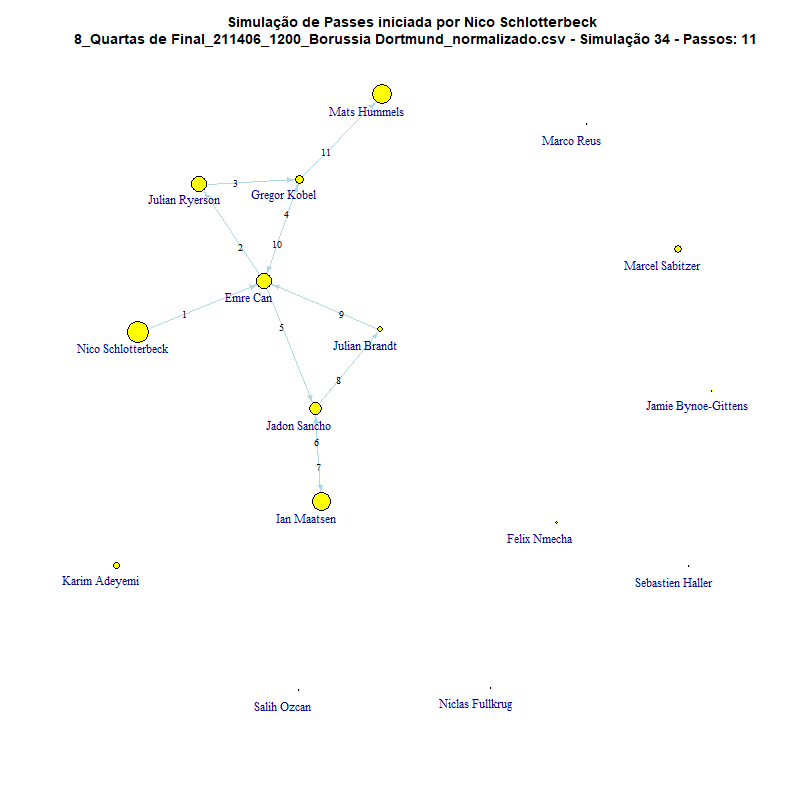 Simulação de Passes iniciada por Nico Schlotterbeck
8_Quartas de Final_211406_1200_Borussia Dortmund_normalizado.csv - Simulação 34 - Passos: 11
Mats Hummels
Marco Reus
11
3
Julian Ryerson
Gregor Kobel
4
2
10
Marcel Sabitzer
Emre Can
1
9
5
Nico Schlotterbeck
Julian Brandt
8
Jamie Bynoe-Gittens
Jadon Sancho
6
7
Ian Maatsen
Felix Nmecha
Karim Adeyemi
Sebastien Haller
Salih Ozcan
Niclas Fullkrug